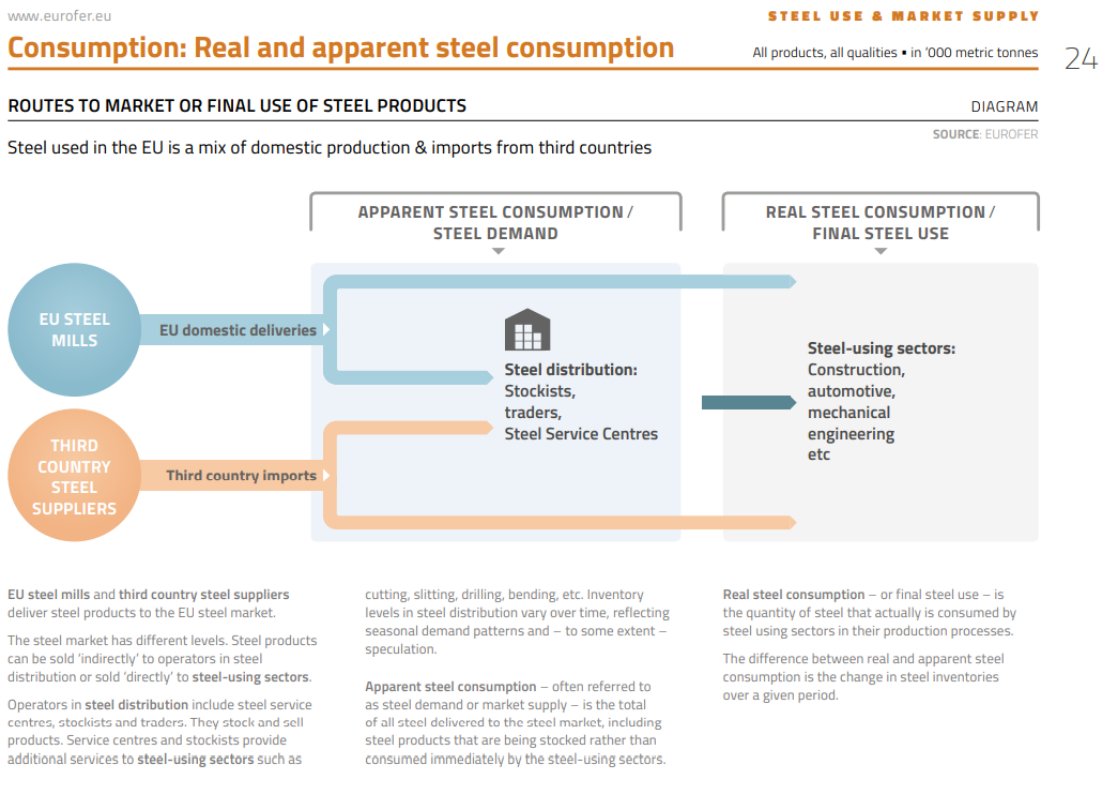 www.eurofer.eu
STEEL USE & MARKET SUPPLY
Consumption: Real and apparent steel consumption
All products, all qualities ▪ in '000 metric tonnes
24
ROUTES TO MARKET OR FINAL USE OF STEEL PRODUCTS
DIAGRAM
SOURCE: EUROFER
Steel used in the EU is a mix of domestic production & imports from third countries
APPARENT STEEL CONSUMPTION /
STEEL DEMAND
REAL STEEL CONSUMPTION /
FINAL STEEL USE
EU STEEL
MILLS
EU domestic deliveries
Steel distribution:
Stockists,
traders,
Steel Service Centres
Steel-using sectors:
Construction,
automotive,
mechanical
engineering
etc
THIRD
COUNTRY
STEEL
SUPPLIERS
Third country imports
EU steel mills and third country steel suppliers
deliver steel products to the EU steel market.
The steel market has different levels. Steel products
can be sold 'indirectly' to operators in steel
distribution or sold 'directly' to steel-using sectors.
Operators in steel distribution include steel service
centres, stockists and traders. They stock and sell
products. Service centres and stockists provide
additional services to steel-using sectors such as
cutting, slitting, drilling, bending, etc. Inventory
levels in steel distribution vary over time, reflecting
seasonal demand patterns and – to some extent –
speculation.
Apparent steel consumption – often referred to
as steel demand or market supply – is the total
of all steel delivered to the steel market, including
steel products that are being stocked rather than
consumed immediately by the steel-using sectors.
Real steel consumption – or final steel use – is
the quantity of steel that actually is consumed by
steel using sectors in their production processes.
The difference between real and apparent steel
consumption is the change in steel inventories
over a given period.